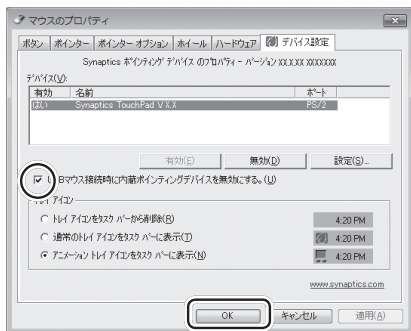 マウスのプロパティ
ボタン ポインター ポインター オプション ホイール ハードウェア デバイス設定
Synaptics ポインティング デバイス のプロパティ - バージョン XX.X.XX XXXXXXX
デバイス(V):
有効 名前 ポート
はい Synaptics TouchPad V X.X PS/2
有効(E) 無効(D) 設定(S)...
Bマウス接続時に内蔵ポインティングデバイスを無効にする。(U)
トレイ アイコン
トレイ アイコンをタスク バーから削除(R) 4:20 PM
通常のトレイ アイコンをタスク バーに表示(T) 4:20 PM
アニメーション トレイ アイコンをタスク バーに表示(N) 4:20 PM
www.synaptics.com
OK キャンセル 適用(A)